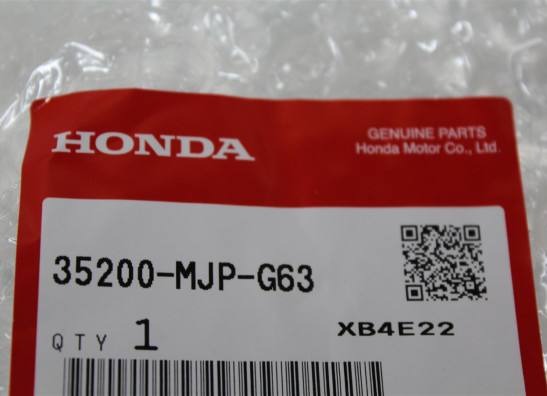 HONDA
GENUINE PARTS
Honda Motor Co., Ltd.
35200-MJP-G63
QTY 1
XB4E22